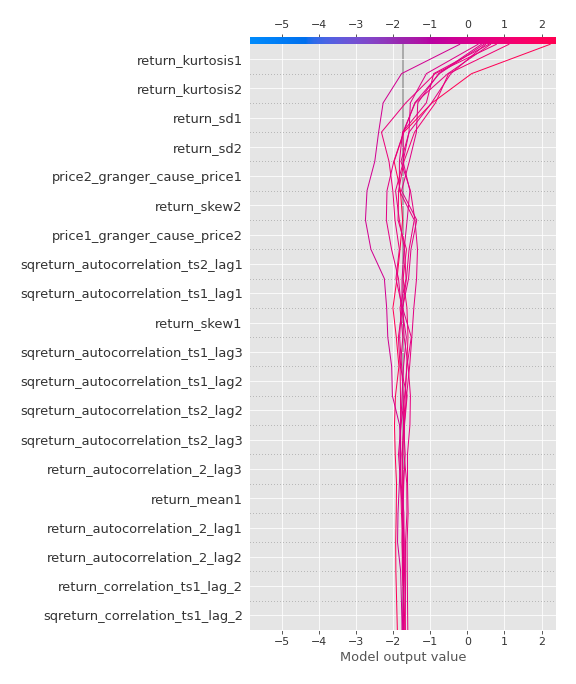 −5 −4 −3 −2 −1 0 1 2
return_kurtosis1
return_kurtosis2
return_sd1
return_sd2
price2_granger_cause_price1
return_skew2
price1_granger_cause_price2
sqreturn_autocorrelation_ts2_lag1
sqreturn_autocorrelation_ts1_lag1
return_skew1
sqreturn_autocorrelation_ts1_lag3
sqreturn_autocorrelation_ts1_lag2
sqreturn_autocorrelation_ts2_lag2
sqreturn_autocorrelation_ts2_lag3
return_autocorrelation_2_lag3
return_mean1
return_autocorrelation_2_lag1
return_autocorrelation_2_lag2
return_correlation_ts1_lag_2
sqreturn_correlation_ts1_lag_2
−5 −4 −3 −2 −1 0 1 2
Model output value